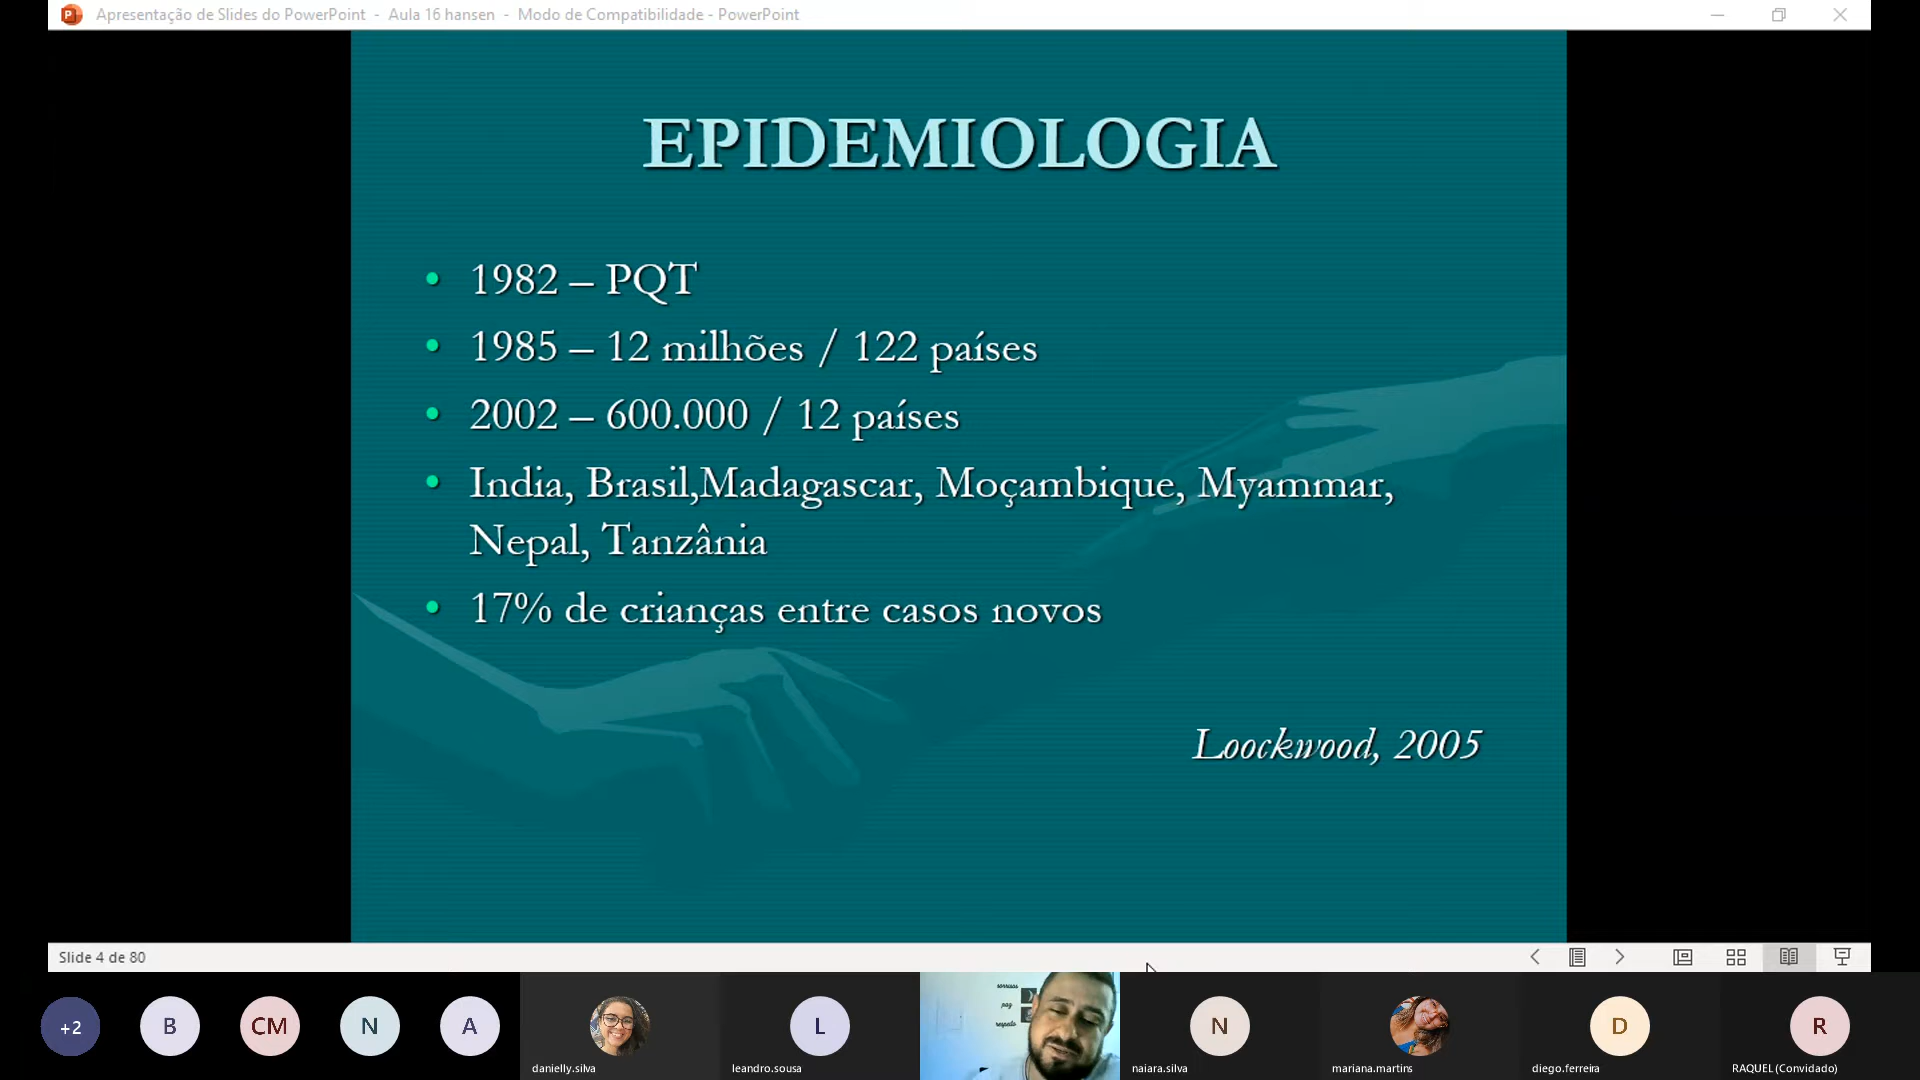 Apresentação de Slides do PowerPoint - Aula 16 hansen - Modo de Compatibilidade - PowerPoint
EPIDEMIOLOGIA
• 1982 – PQT
• 1985 – 12 milhões / 122 países
• 2002 – 600.000 / 12 países
• India, Brasil,Madagascar, Moçambique, Myammar,
Nepal, Tanzânia
• 17% de crianças entre casos novos
Loockwood, 2005
Slide 4 de 80
+2
B
CM
N
A
danielly.silva
L
leandro.sousa
sorrisos
paz
respeito
N
naiara.silva
mariana.martins
D
diego.ferreira
R
RAQUEL (Convidado)